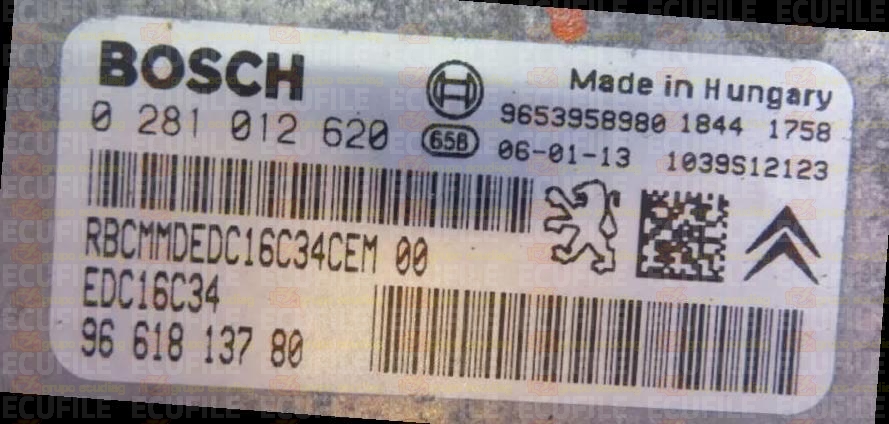 BOSCH
Made in Hungary
0 281 012 620
9653958980 1844 1758
65B
06-01-13 1039S12123
RBCMMDEDC16C34CEM 00
EDC16C34
96 618 137 80
ECUFILE